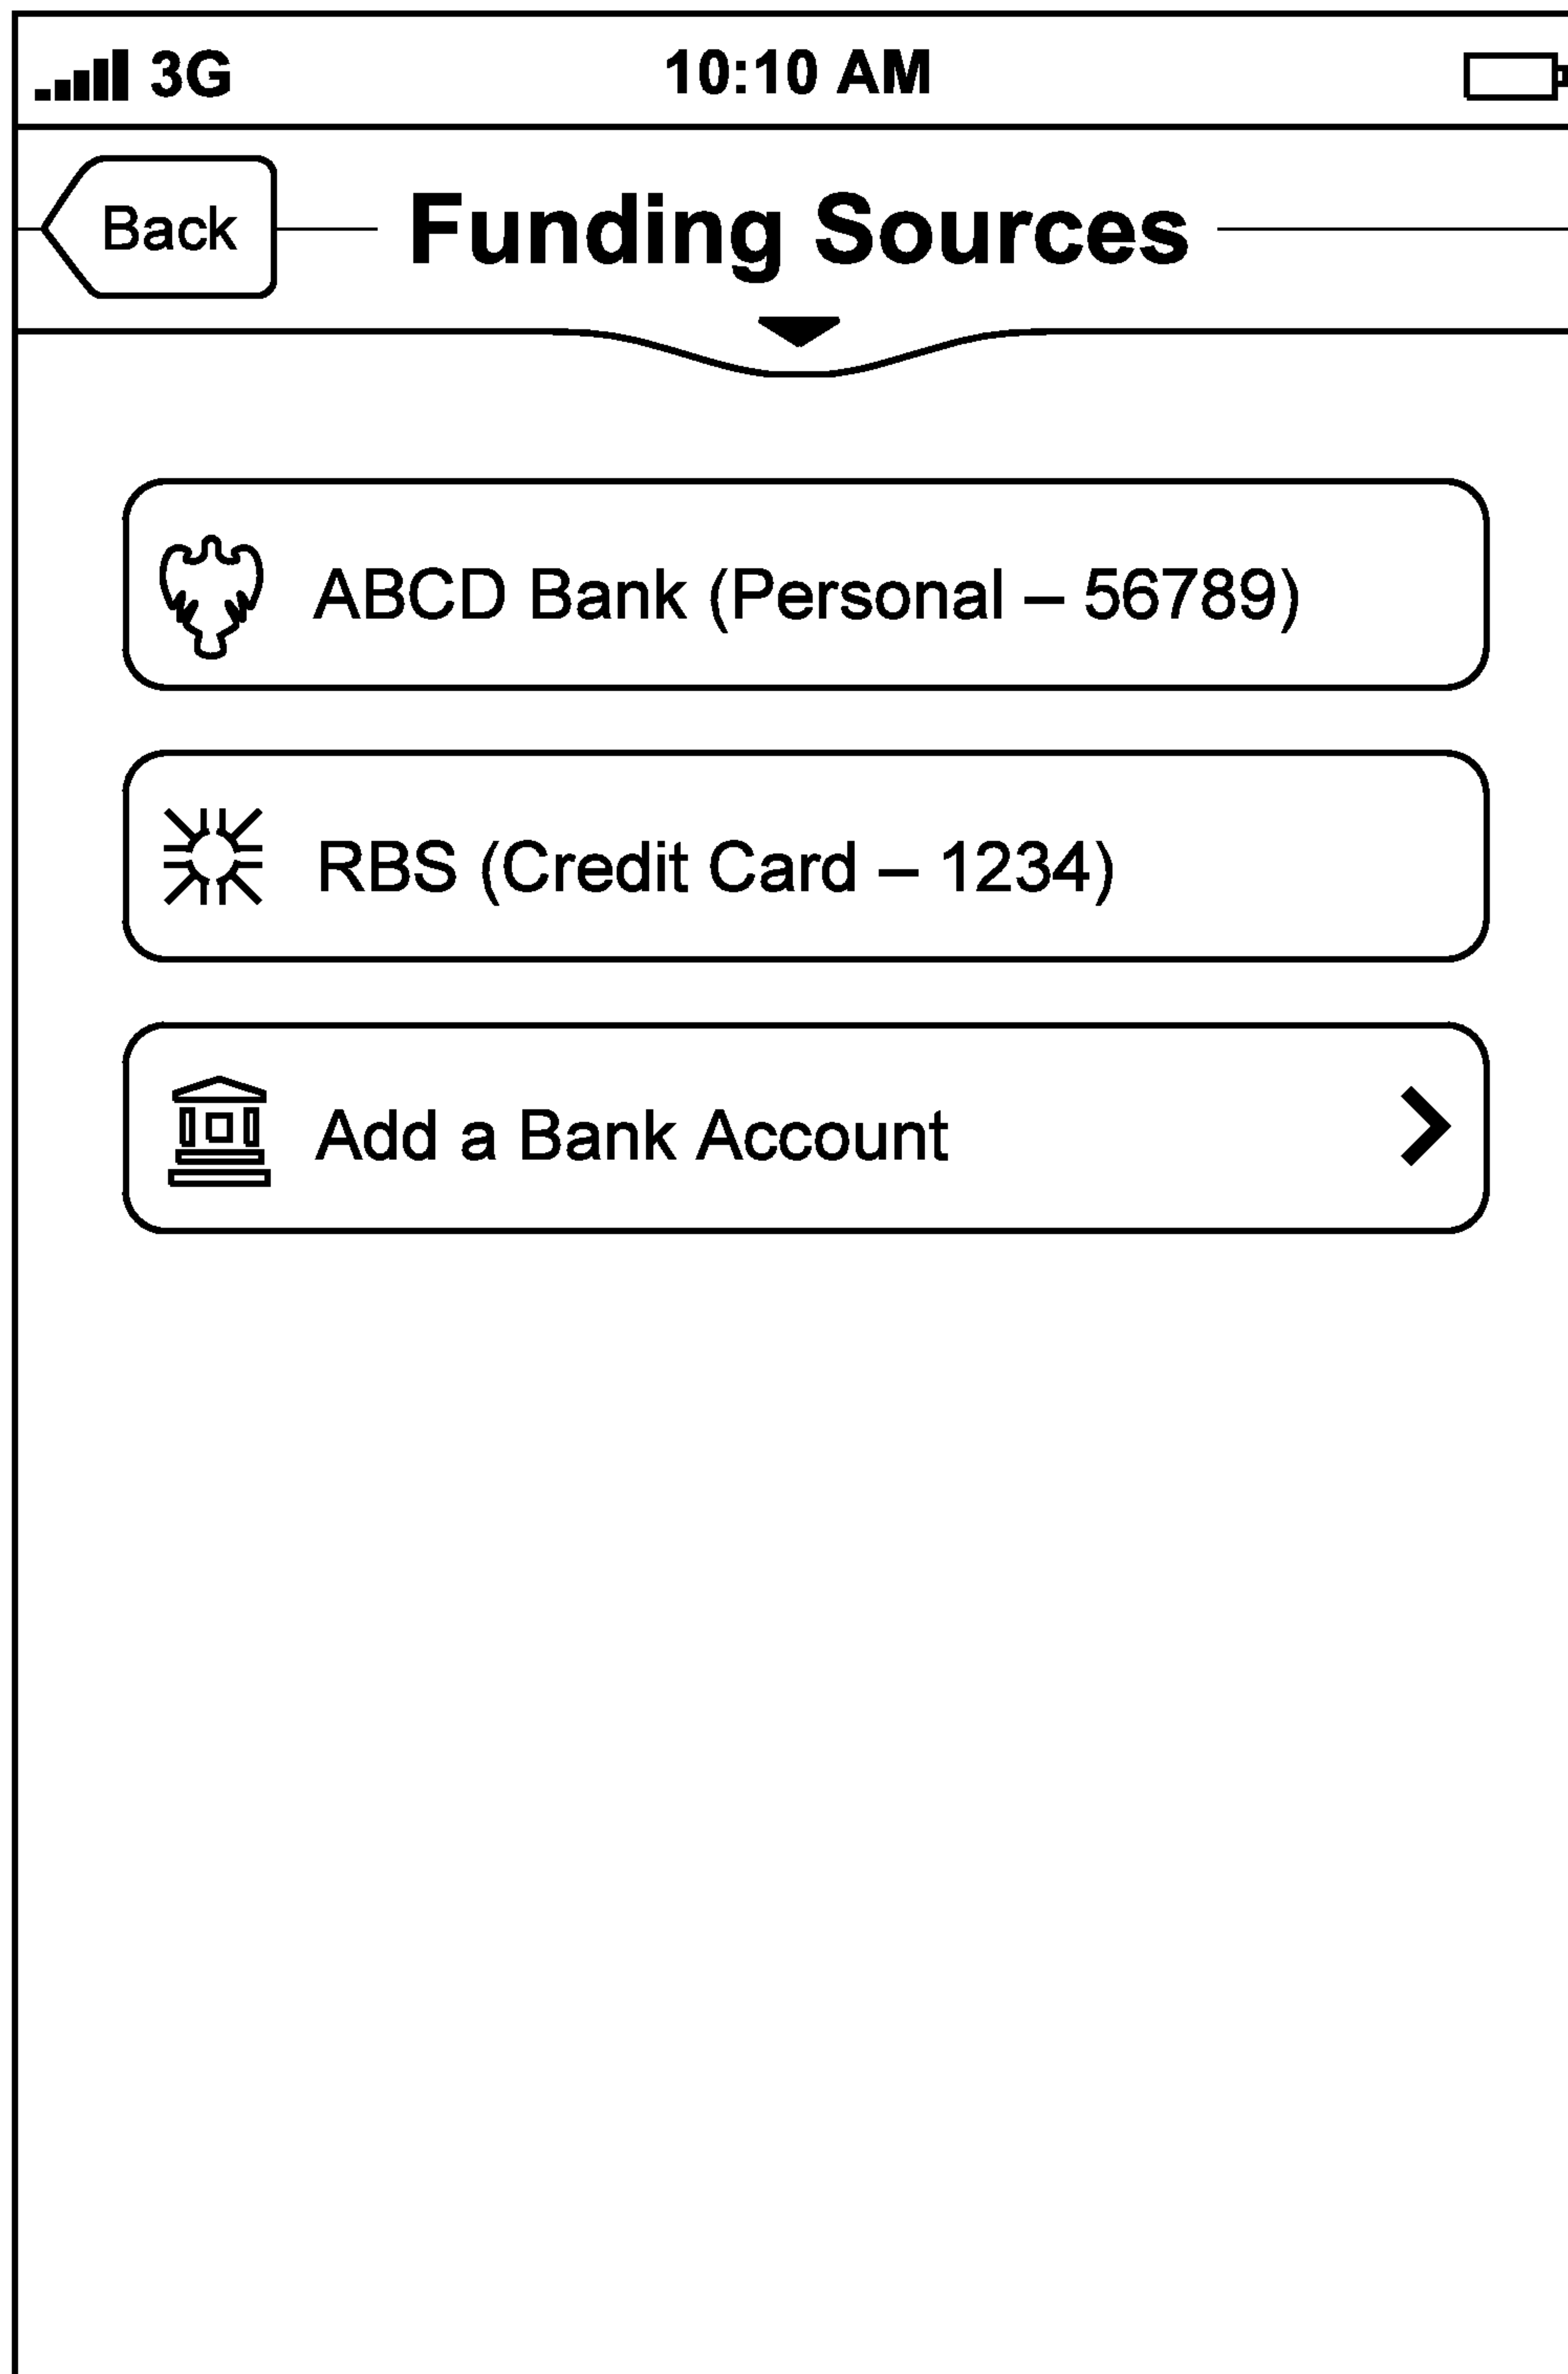 3G 10:10 AM
Back Funding Sources
ABCD Bank (Personal – 56789)
RBS (Credit Card – 1234)
Add a Bank Account